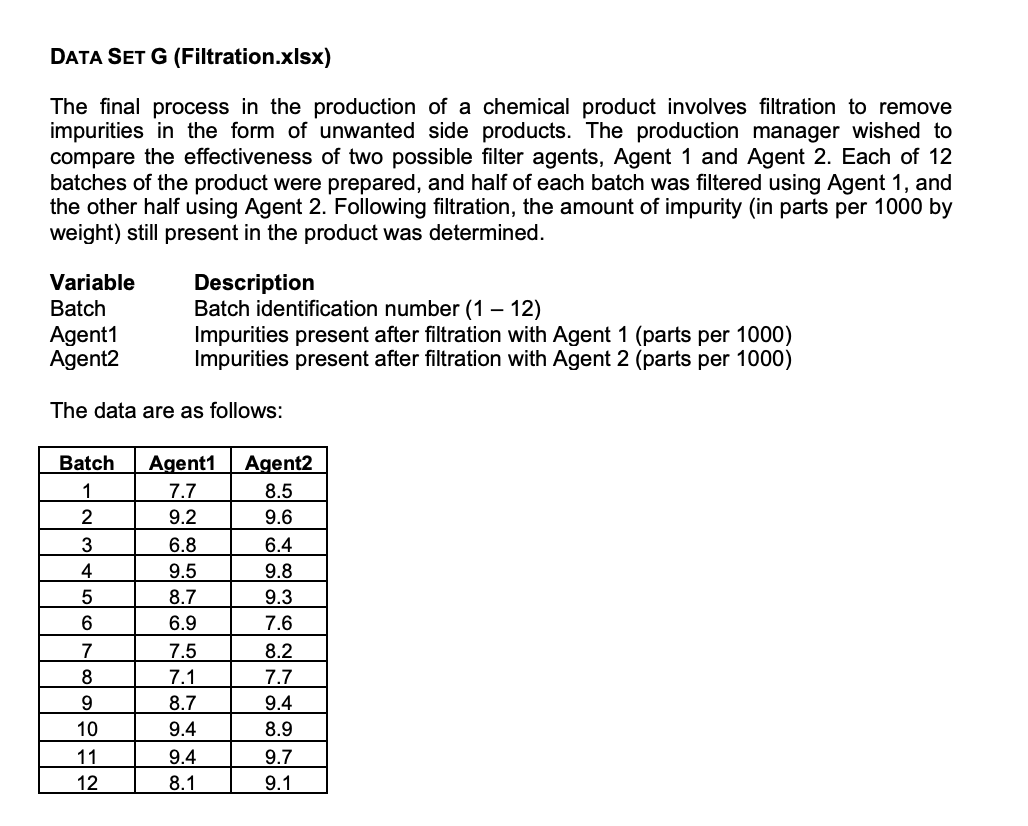 DATA SET G (Filtration.xlsx)
The final process in the production of a chemical product involves filtration to remove
impurities in the form of unwanted side products. The production manager wished to
compare the effectiveness of two possible filter agents, Agent 1 and Agent 2. Each of 12
batches of the product were prepared, and half of each batch was filtered using Agent 1, and
the other half using Agent 2. Following filtration, the amount of impurity (in parts per 1000 by
weight) still present in the product was determined.
Variable Description
Batch Batch identification number (1 – 12)
Agent1 Impurities present after filtration with Agent 1 (parts per 1000)
Agent2 Impurities present after filtration with Agent 2 (parts per 1000)
The data are as follows:
Batch Agent1 Agent2
1 7.7 8.5
2 9.2 9.6
3 6.8 6.4
4 9.5 9.8
5 8.7 9.3
6 6.9 7.6
7 7.5 8.2
8 7.1 7.7
9 8.7 9.4
10 9.4 8.9
11 9.4 9.7
12 8.1 9.1